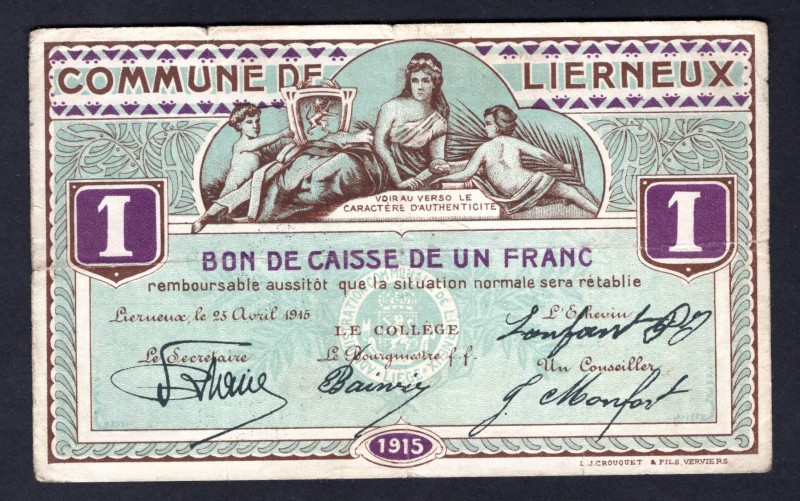 COMMUNE DE LIERNEUX
VOIR AU VERSO LE
CARACTÈRE D'AUTHENTICITÉ
1 1
BON DE CAISSE DE UN FRANC
remboursable aussitôt que la situation normale sera rétablie
Lierneux, le 25 Avril 1915
L'Echevin
LE COLLÉGE
Le Secrétaire Le Bourgmestre f. f. Un Conseiller
J Monfort
1915
I. J. CROUQUET & FILS, VERVIERS